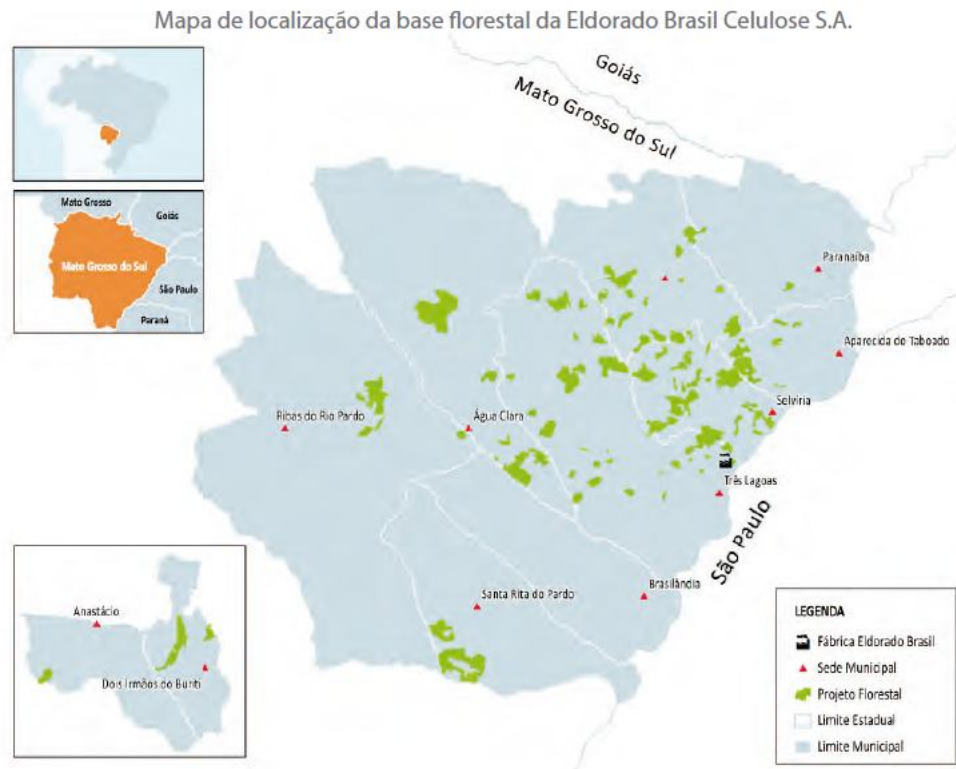 Mapa de localização da base florestal da Eldorado Brasil Celulose S.A.
Goiás
Mato Grosso do Sul
Mato Grosso
Goiás
Mato Grosso do Sul
São Paulo
Paraná
Paranaíba
Aparecida do Taboado
Selvíria
Ribas do Rio Pardo
Água Clara
Três Lagoas
São Paulo
Brasilândia
Santa Rita do Pardo
Anastácio
Dois Irmãos do Buriti
LEGENDA
Fábrica Eldorado Brasil
Sede Municipal
Projeto Florestal
Limite Estadual
Limite Municipal